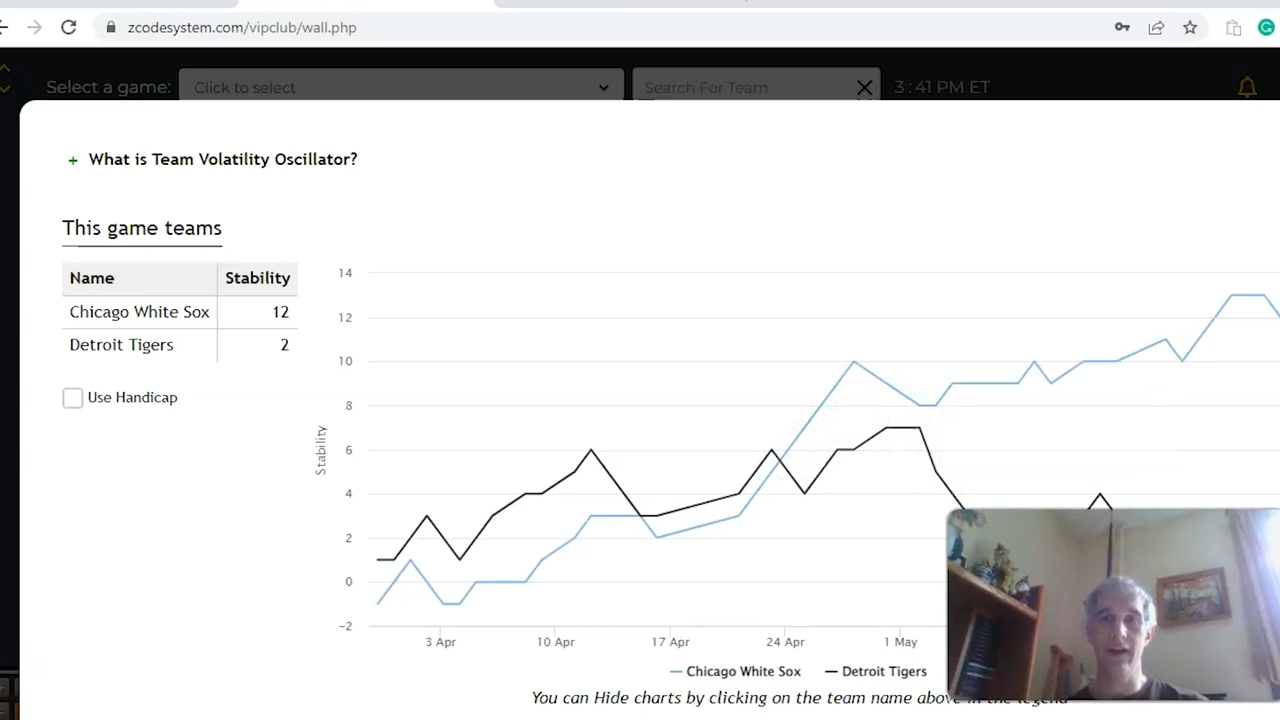 zcodesystem.com/vipclub/wall.php
Select a game: Click to select Search For Team 3:41 PM ET
+ What is Team Volatility Oscillator?
This game teams
Name Stability
Chicago White Sox 12
Detroit Tigers 2
Use Handicap
Stability
14
12
10
8
6
4
2
0
-2
3 Apr 10 Apr 17 Apr 24 Apr 1 May
Chicago White Sox Detroit Tigers
You can Hide charts by clicking on the team name above in the legend